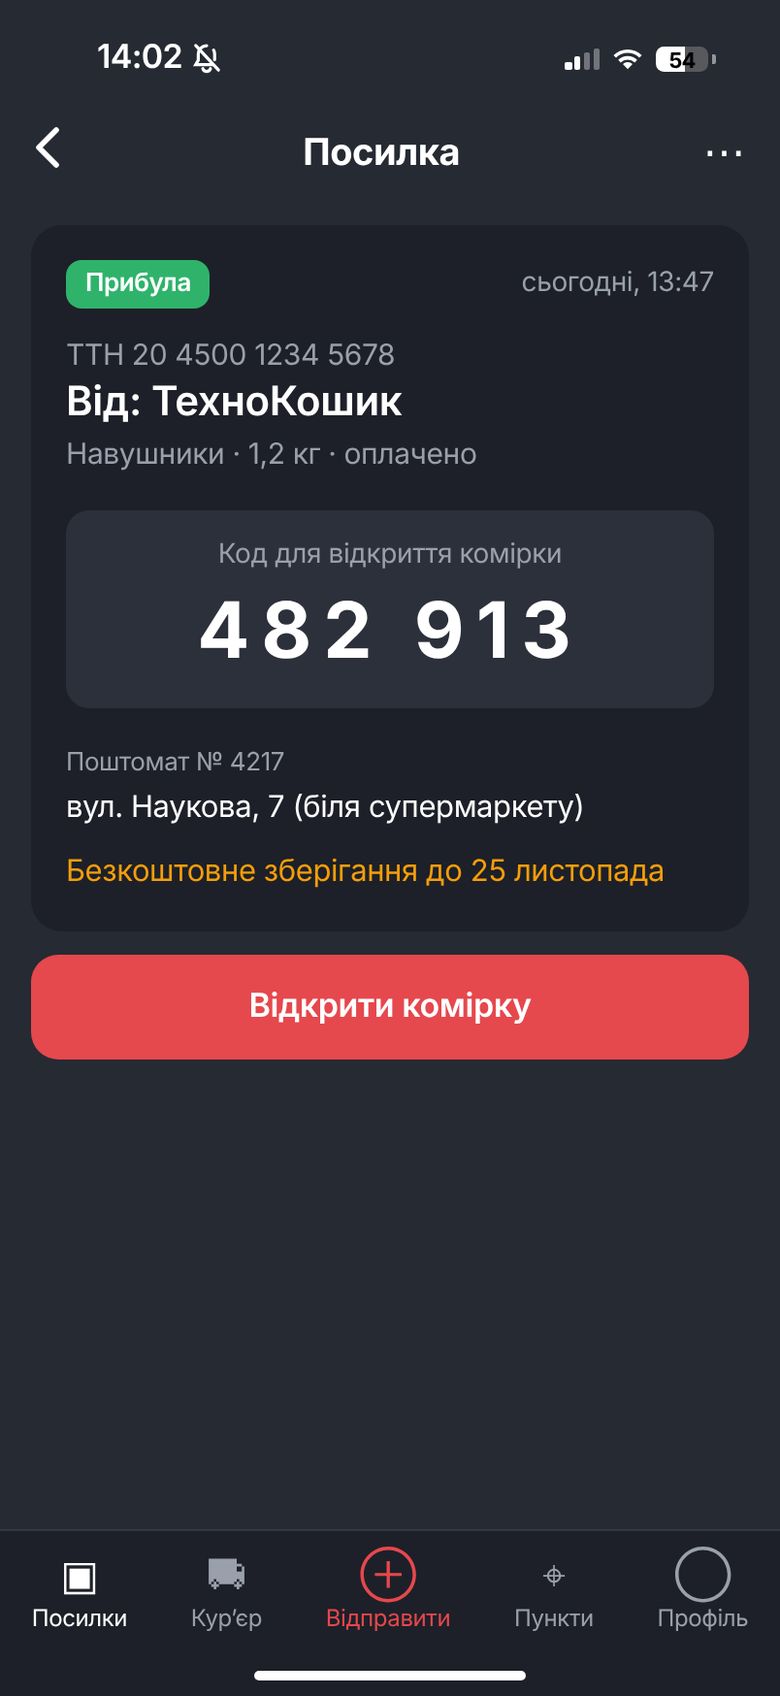 14:02
54
Посилка
...
Прибула
сьогодні, 13:47
ТТН 20 4500 1234 5678
Від: ТехноКошик
Навушники · 1,2 кг · оплачено
Код для відкриття комірки
482 913
Поштомат № 4217
вул. Наукова, 7 (біля супермаркету)
Безкоштовне зберігання до 25 листопада
Відкрити комірку
Посилки
Кур’єр
Відправити
Пункти
Профіль